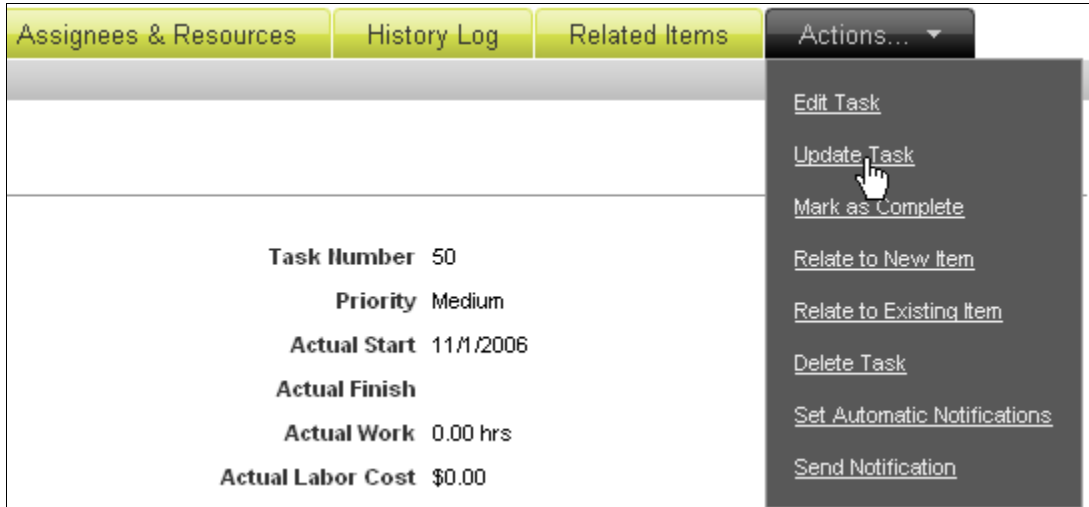 Assignees & Resources
History Log
Related Items
Actions...
Edit Task
Update Task
Mark as Complete
Relate to New Item
Relate to Existing Item
Delete Task
Set Automatic Notifications
Send Notification
Task Number 50
Priority Medium
Actual Start 11/1/2006
Actual Finish
Actual Work 0.00 hrs
Actual Labor Cost $0.00